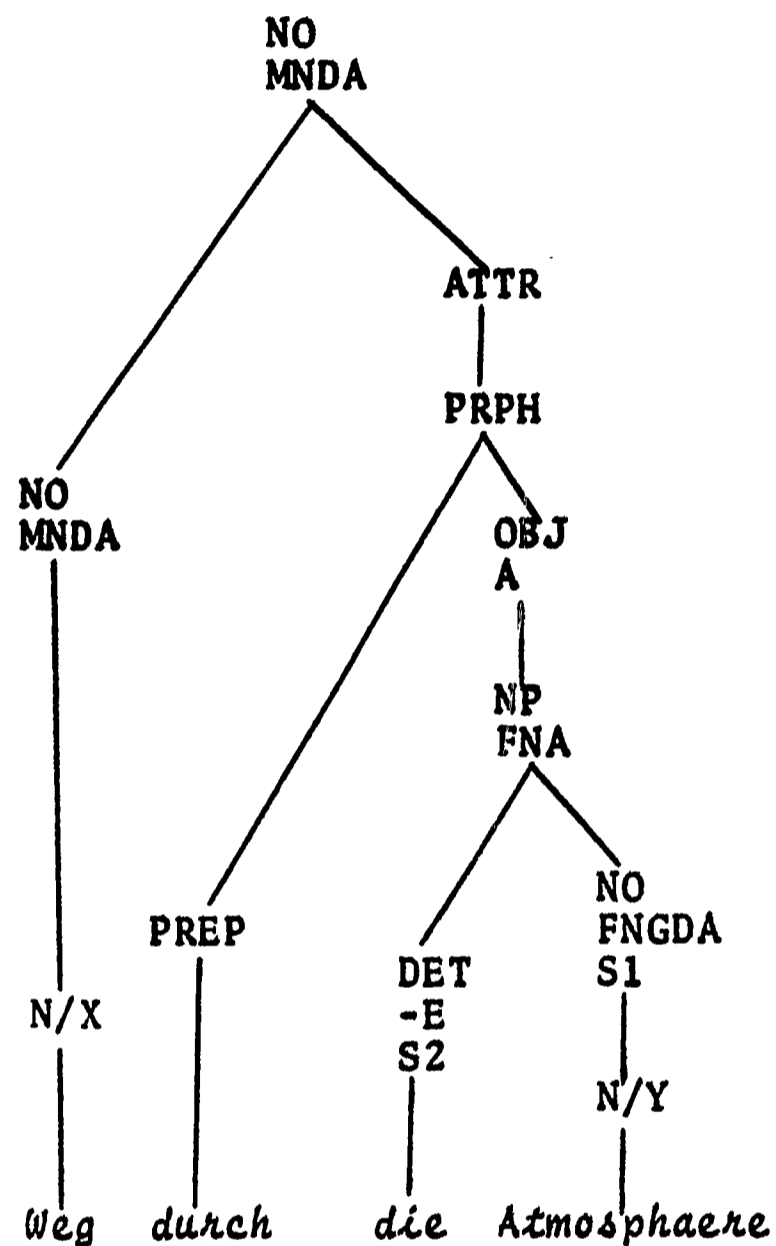 NO
MNDA
ATTR
PRPH
NO
MNDA
OBJ
A
NP
FNA
NO
FNGDA
S1
PREP
DET
-E
S2
N/X
N/Y
Weg durch die Atmosphaere